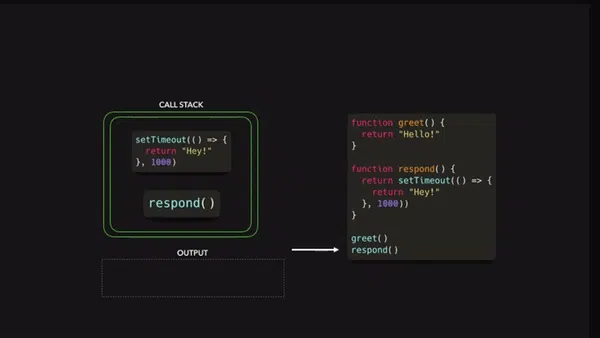 CALL STACK
setTimeout(() => {
  return "Hey!"
}, 1000)
respond()
OUTPUT
function greet() {
  return "Hello!"
}

function respond() {
  return setTimeout(() => {
    return "Hey!"
  }, 1000))
}

greet()
respond()